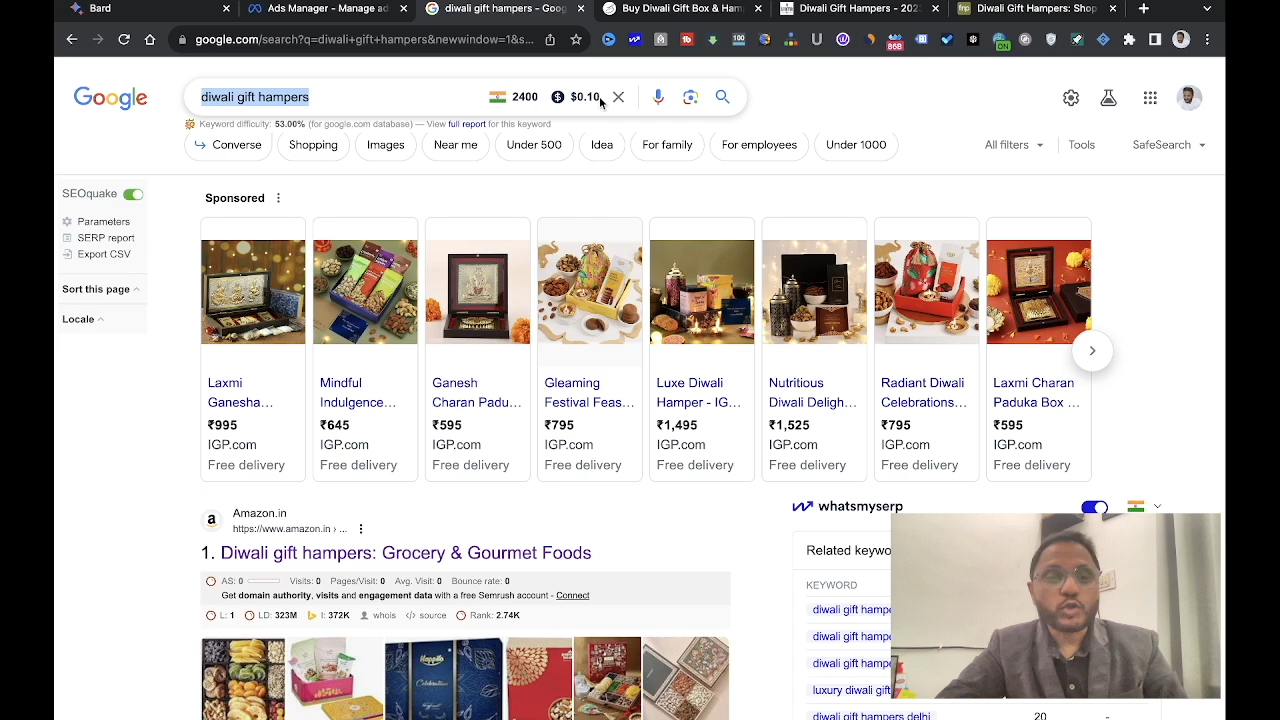 Bard
Ads Manager - Manage ad
diwali gift hampers - Goog
Buy Diwali Gift Box & Ham
Diwali Gift Hampers - 202
fnp
Diwali Gift Hampers: Shop
google.com/search?q=diwali+gift+hampers&newwindow=1&s...
100
86B
ON
Google
diwali gift hampers
2400
$0.10
Keyword difficulty: 53.00% (for google.com database) — View full report for this keyword
Converse
Shopping
Images
Near me
Under 500
Idea
For family
For employees
Under 1000
All filters
Tools
SafeSearch
SEOquake
Parameters
SERP report
Export CSV
Sort this page
Locale
Sponsored
Laxmi
Ganesha...
₹995
IGP.com
Free delivery
Mindful
Indulgence...
₹645
IGP.com
Free delivery
Ganesh
Charan Padu...
₹595
IGP.com
Free delivery
Gleaming
Festival Feas...
₹795
IGP.com
Free delivery
Luxe Diwali
Hamper - IG...
₹1,495
IGP.com
Free delivery
Nutritious
Diwali Deligh...
₹1,525
IGP.com
Free delivery
Radiant Diwali
Celebrations...
₹795
IGP.com
Free delivery
Laxmi Charan
Paduka Box ...
₹595
IGP.com
Free delivery
Amazon.in
https://www.amazon.in › ...
1. Diwali gift hampers: Grocery & Gourmet Foods
AS: 0 Visits: 0 Pages/Visit: 0 Avg. Visit: 0 Bounce rate: 0
Get domain authority, visits and engagement data with a free Semrush account - Connect
L: 1 LD: 323M I: 372K whois </> source Rank: 2.74K
Happilo
Celebration
whatsmyserp
Related keywo
KEYWORD
diwali gift hampe
diwali gift hampe
diwali gift hampe
luxury diwali gift
diwali gift hampers delhi
20
-